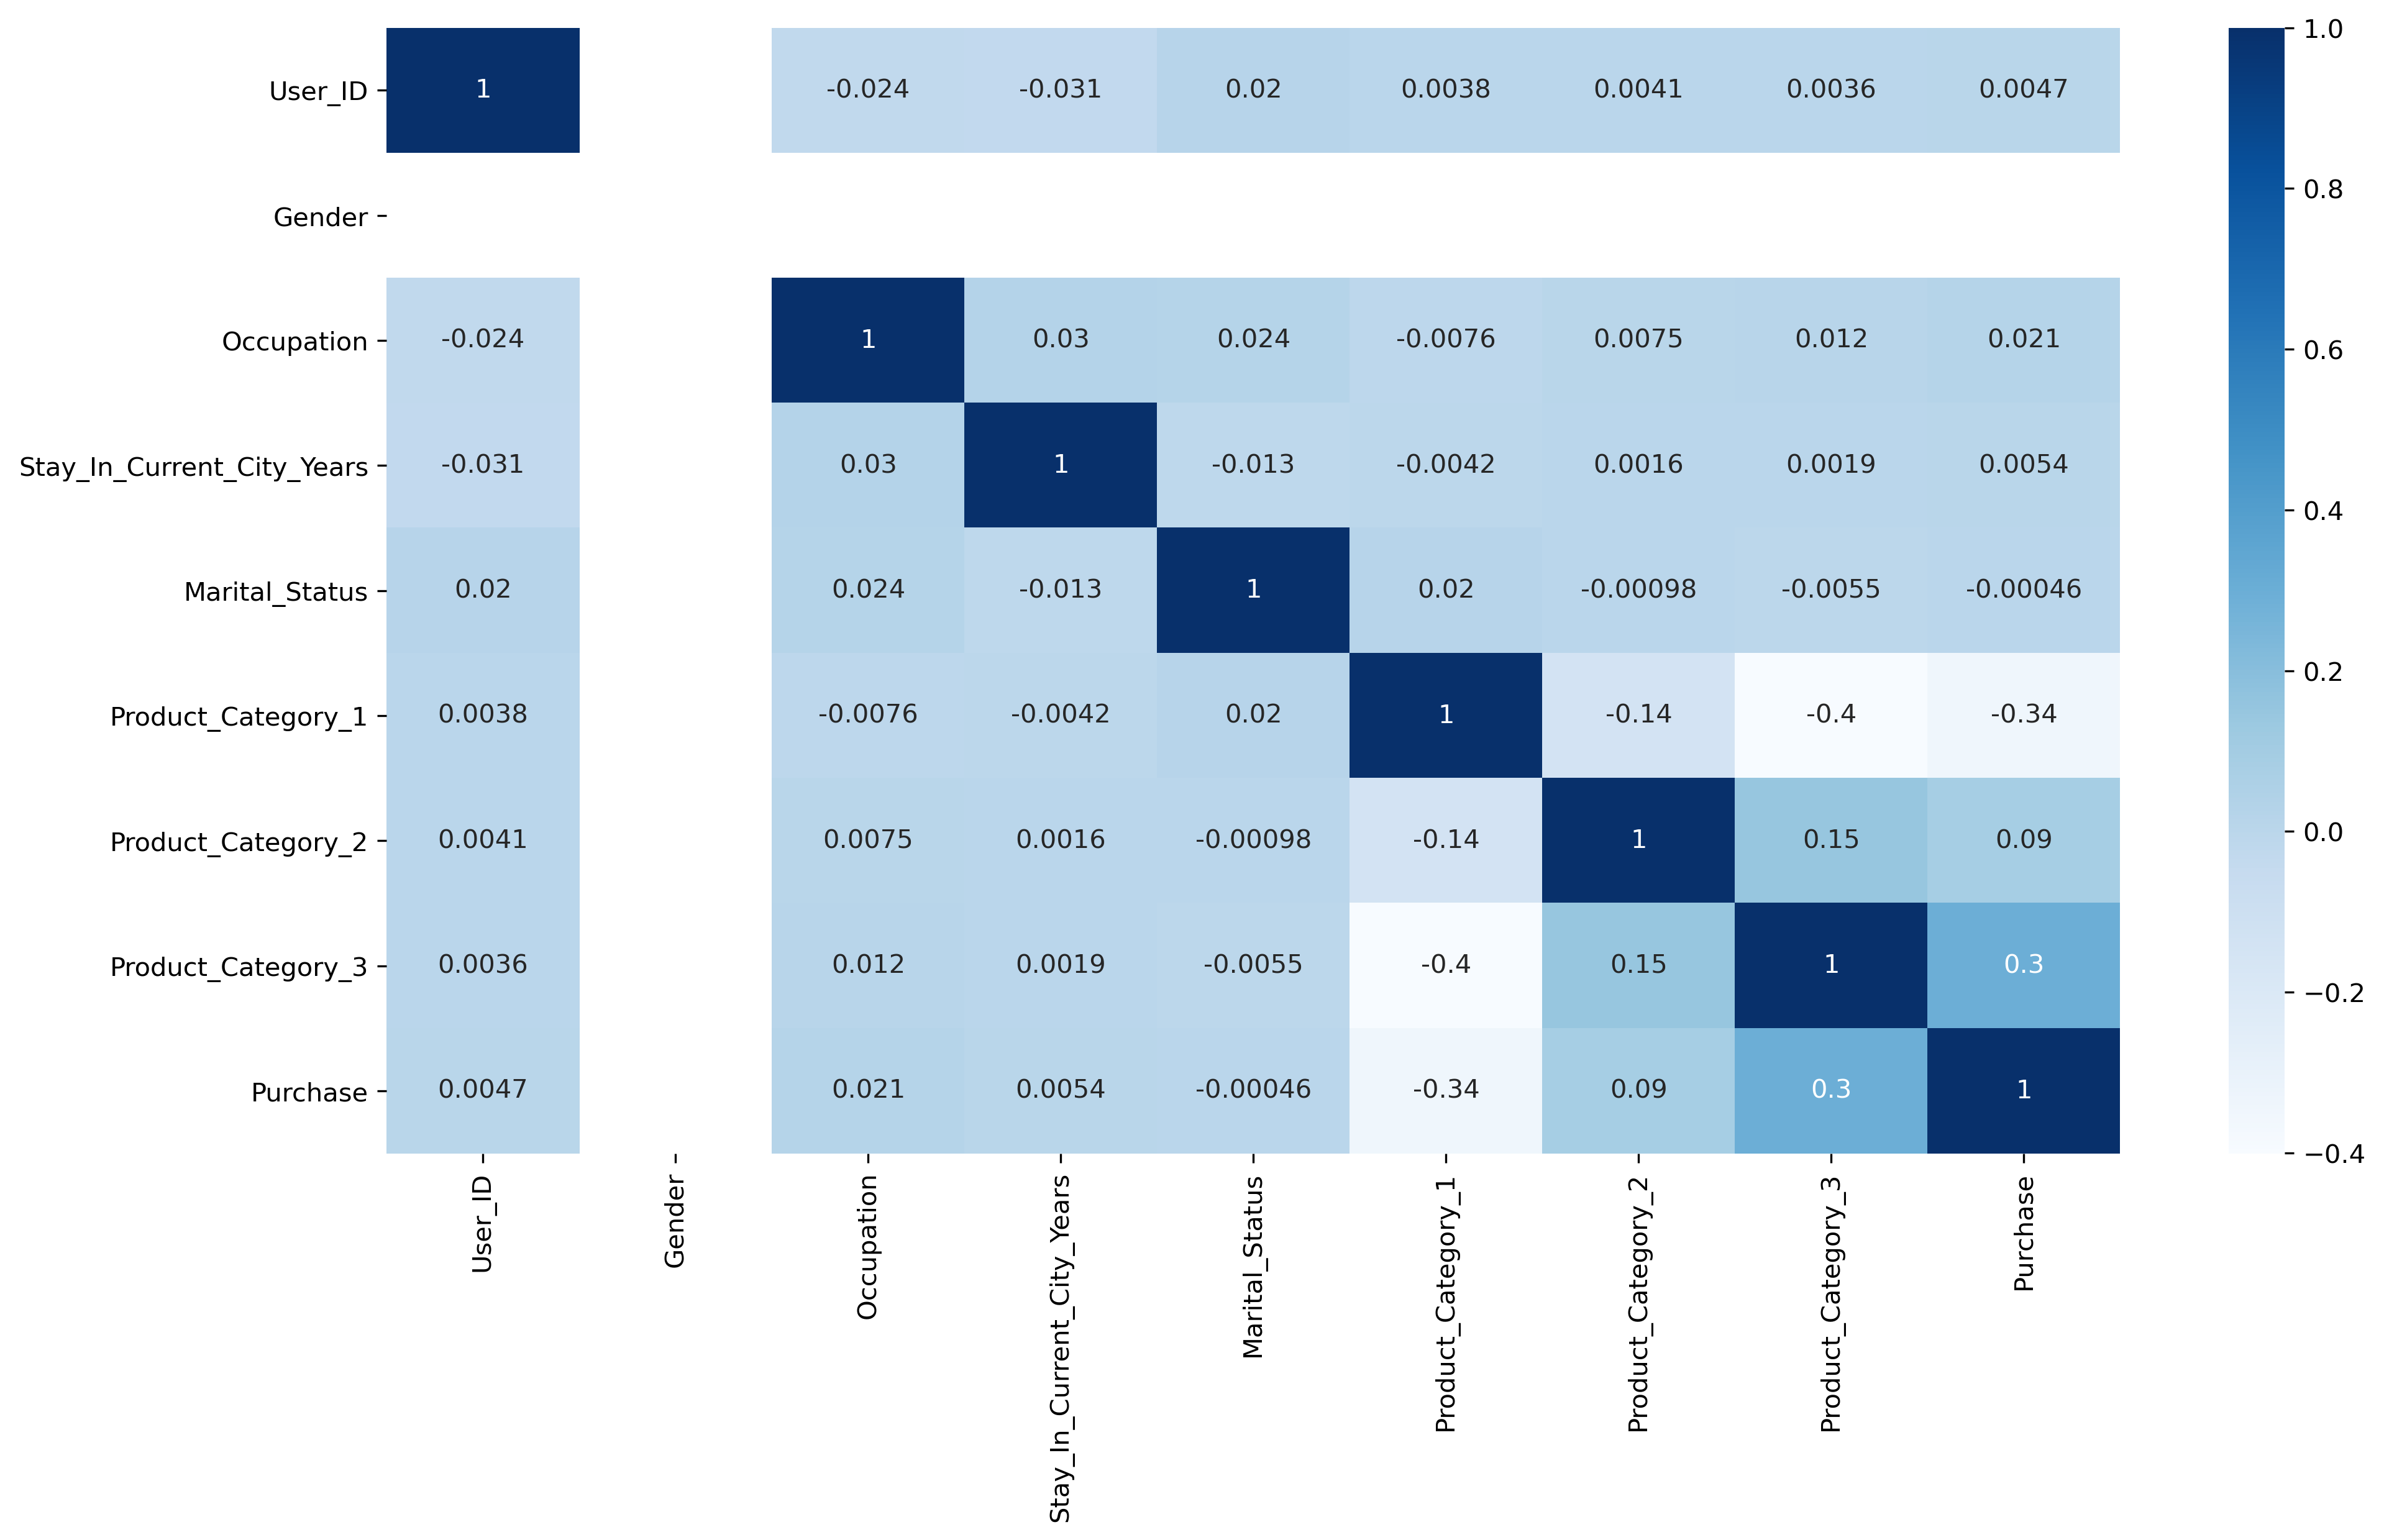 User_ID 1 -0.024 -0.031 0.02 0.0038 0.0041 0.0036 0.0047
Gender
Occupation -0.024 1 0.03 0.024 -0.0076 0.0075 0.012 0.021
Stay_In_Current_City_Years -0.031 0.03 1 -0.013 -0.0042 0.0016 0.0019 0.0054
Marital_Status 0.02 0.024 -0.013 1 0.02 -0.00098 -0.0055 -0.00046
Product_Category_1 0.0038 -0.0076 -0.0042 0.02 1 -0.14 -0.4 -0.34
Product_Category_2 0.0041 0.0075 0.0016 -0.00098 -0.14 1 0.15 0.09
Product_Category_3 0.0036 0.012 0.0019 -0.0055 -0.4 0.15 1 0.3
Purchase 0.0047 0.021 0.0054 -0.00046 -0.34 0.09 0.3 1
User_ID
Gender
Occupation
Stay_In_Current_City_Years
Marital_Status
Product_Category_1
Product_Category_2
Product_Category_3
Purchase
1.0
0.8
0.6
0.4
0.2
0.0
−0.2
−0.4